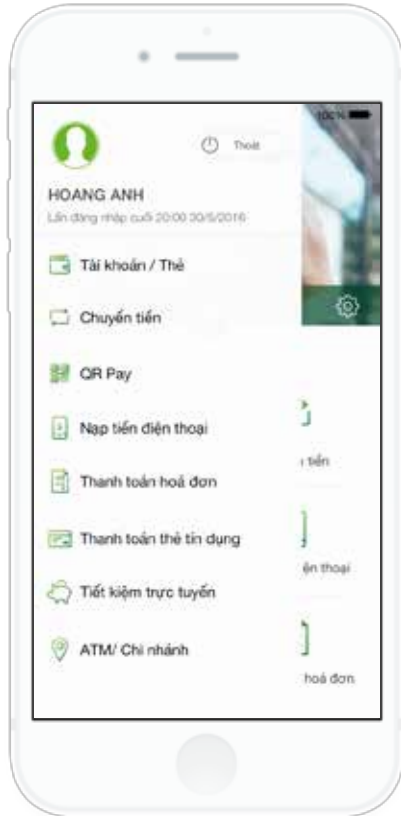 100%
Thoát
HOANG ANH
Lần đăng nhập cuối 20:00 30/5/2016
Tài khoản / Thẻ
Chuyển tiền
QR Pay
Nạp tiền điện thoại
Thanh toán hoá đơn
Thanh toán thẻ tín dụng
Tiết kiệm trực tuyến
ATM/ Chi nhánh
tiền
ện thoại
hoá đơn